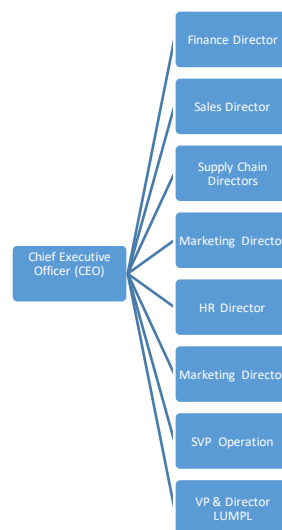 Finance Director
Sales Director
Supply Chain
Directors
Marketing Directo
Chief Executive
Officer (CEO)
HR Director
Marketing Directo
SVP Operation
VP & Director
LUMPL